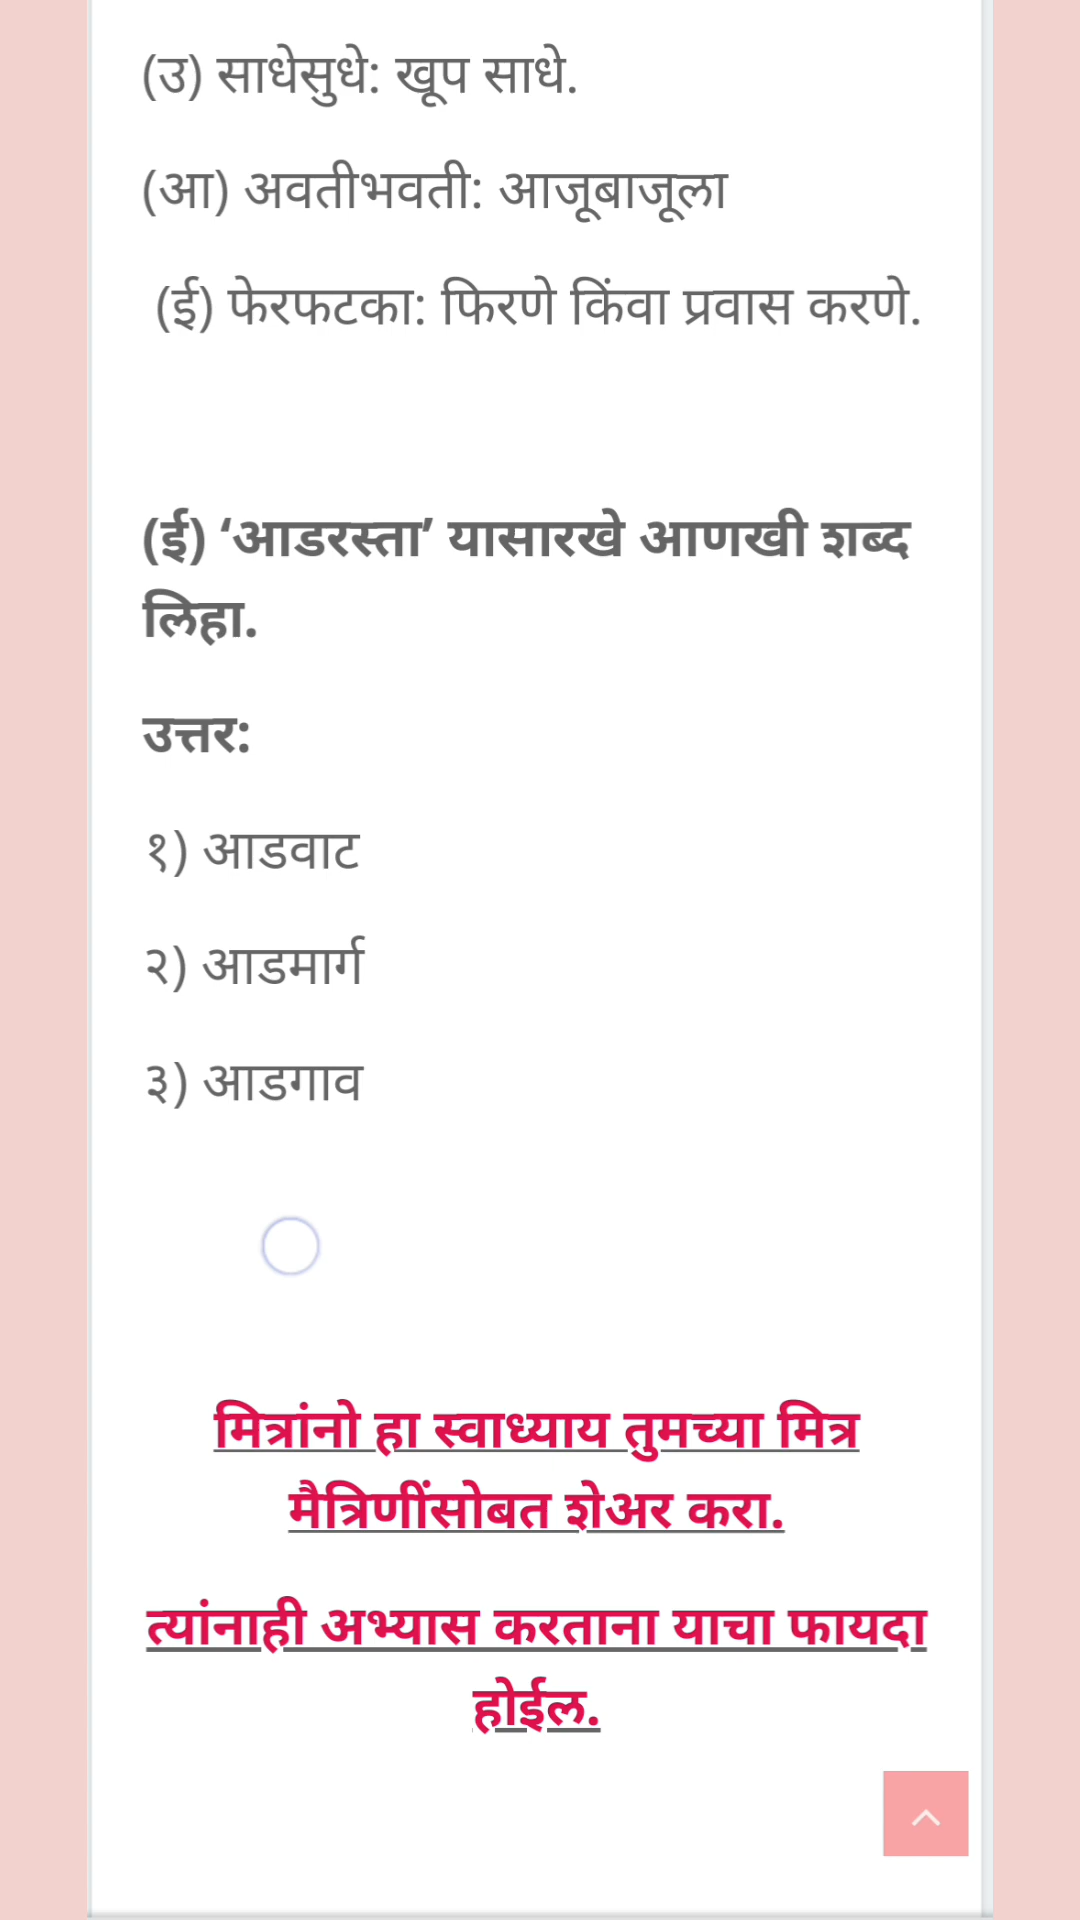 (उ) साधेसुधे: खूप साधे.
(आ) अवतीभवती: आजूबाजूला
(ई) फेरफटका: फिरणे किंवा प्रवास करणे.
(ई) ‘आडरस्ता’ यासारखे आणखी शब्द
लिहा.
उत्तर:
१) आडवाट
२) आडमार्ग
३) आडगाव
मित्रांनो हा स्वाध्याय तुमच्या मित्र
मैत्रिणींसोबत शेअर करा.
त्यांनाही अभ्यास करताना याचा फायदा
होईल.